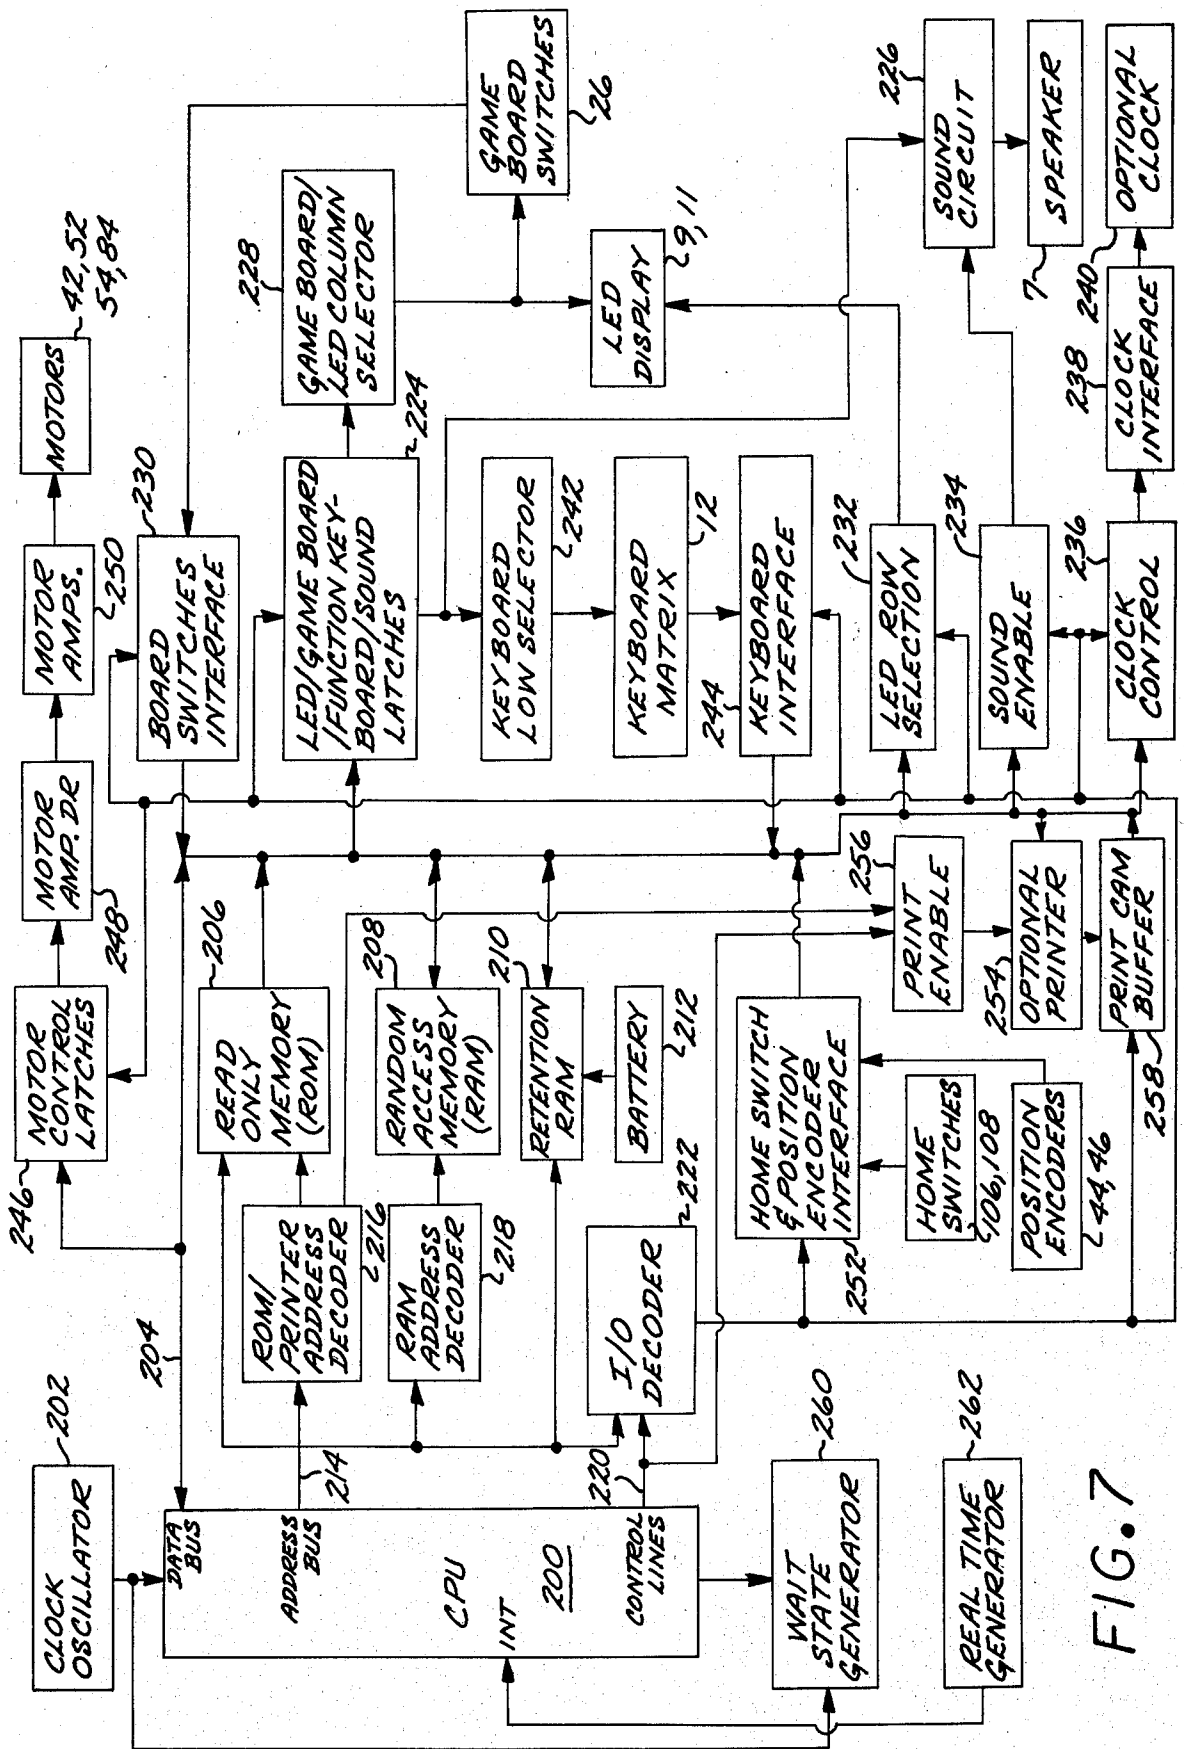 CLOCK
OSCILLATOR
202
204
DATA
BUS
ADDRESS
BUS
214
CPU
200
INT
CONTROL
LINES
220
WAIT
STATE
GENERATOR
260
REAL TIME
GENERATOR
262
246
MOTOR
CONTROL
LATCHES
MOTOR
AMP. DR
248
MOTOR
AMPS.
250
MOTORS
42, 52
54, 84
READ
ONLY
MEMORY
(ROM)
206
ROM/
PRINTER
ADDRESS
DECODER
216
RANDOM
ACCESS
MEMORY
(RAM)
208
RAM
ADDRESS
DECODER
218
RETENTION
RAM
210
BATTERY
212
I/O
DECODER
222
HOME SWITCH
& POSITION
ENCODER
INTERFACE
252
HOME
SWITCHES
106, 108
POSITION
ENCODERS
44, 46
PRINT
ENABLE
256
OPTIONAL
PRINTER
254
PRINT CAM
BUFFER
258
BOARD
SWITCHES
INTERFACE
230
LED/GAME BOARD
/FUNCTION KEY-
BOARD/SOUND
LATCHES
224
GAME BOARD/
LED COLUMN
SELECTOR
228
GAME
BOARD
SWITCHES
26
LED
DISPLAY
9, 11
KEYBOARD
LOW SELECTOR
242
KEYBOARD
MATRIX
12
KEYBOARD
INTERFACE
244
LED ROW
SELECTION
232
SOUND
ENABLE
234
SOUND
CIRCUIT
226
SPEAKER
7
CLOCK
CONTROL
236
CLOCK
INTERFACE
238
OPTIONAL
CLOCK
240
FIG. 7